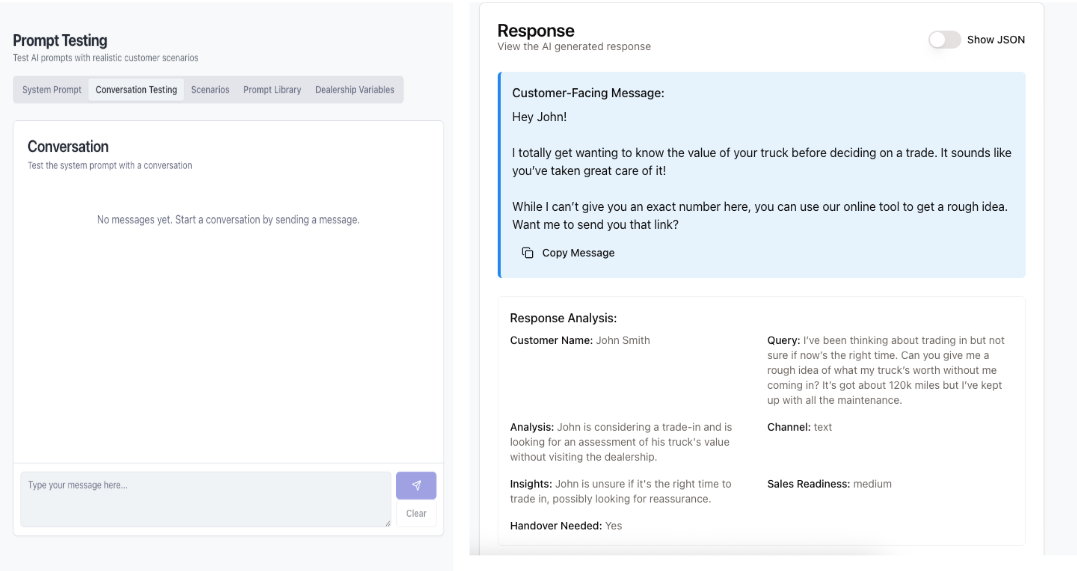 Prompt Testing
Test AI prompts with realistic customer scenarios
System Prompt Conversation Testing Scenarios Prompt Library Dealership Variables
Conversation
Test the system prompt with a conversation
No messages yet. Start a conversation by sending a message.
Type your message here...
Clear
Response
View the AI generated response
Show JSON
Customer-Facing Message:
Hey John!
I totally get wanting to know the value of your truck before deciding on a trade. It sounds like
you've taken great care of it!
While I can't give you an exact number here, you can use our online tool to get a rough idea.
Want me to send you that link?
Copy Message
Response Analysis:
Customer Name: John Smith
Query: I've been thinking about trading in but not
sure if now's the right time. Can you give me a
rough idea of what my truck's worth without me
coming in? It's got about 120k miles but I've kept
up with all the maintenance.
Analysis: John is considering a trade-in and is
looking for an assessment of his truck's value
without visiting the dealership.
Channel: text
Insights: John is unsure if it's the right time to
trade in, possibly looking for reassurance.
Sales Readiness: medium
Handover Needed: Yes